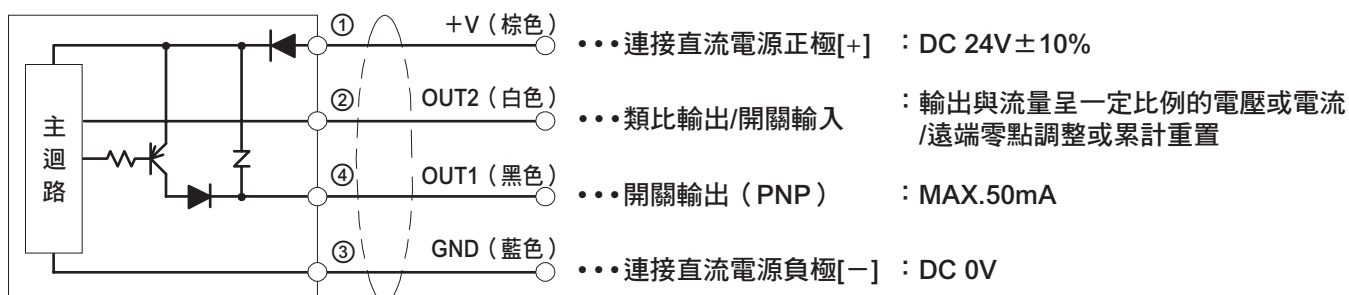 ① +V（棕色） •••連接直流電源正極[+] ：DC 24V±10%
② OUT2（白色） •••類比輸出/開關輸入 ：輸出與流量呈一定比例的電壓或電流
/遠端零點調整或累計重置
主迴路
④ OUT1（黑色） •••開關輸出（PNP） ：MAX.50mA
③ GND（藍色） •••連接直流電源負極[－] ：DC 0V